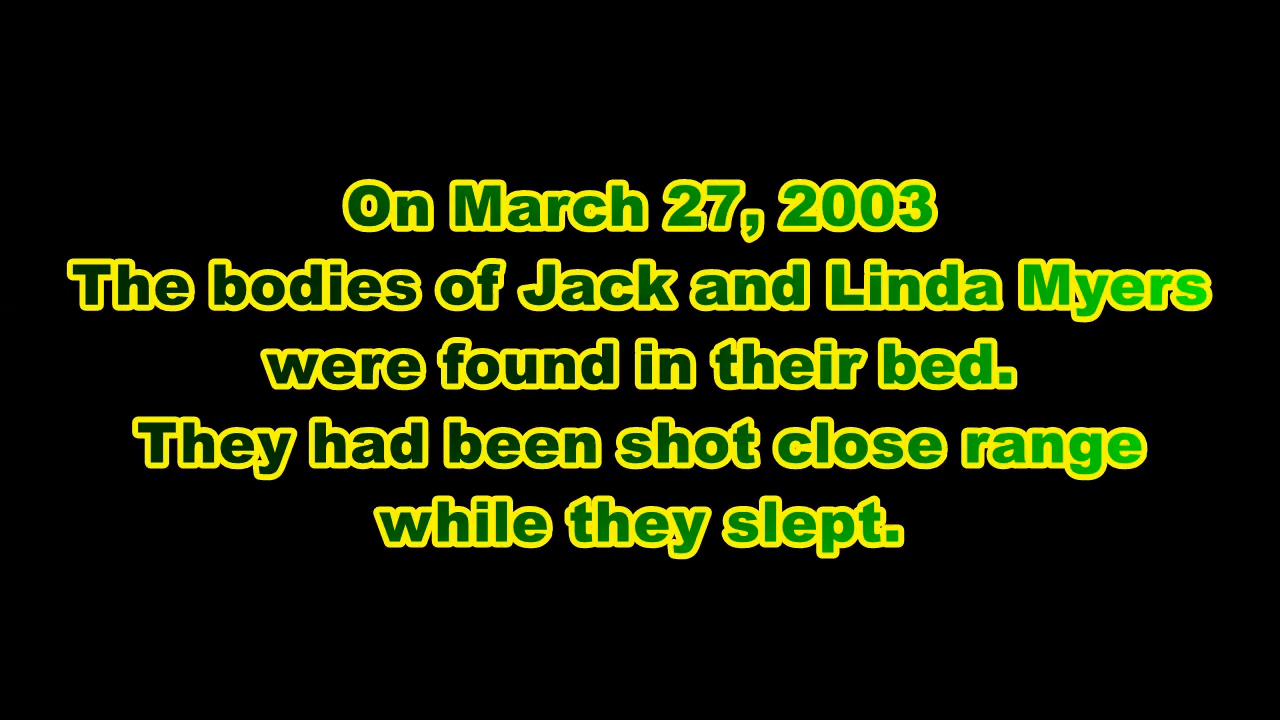 On March 27, 2003
The bodies of Jack and Linda Myers
were found in their bed.
They had been shot close range
while they slept.